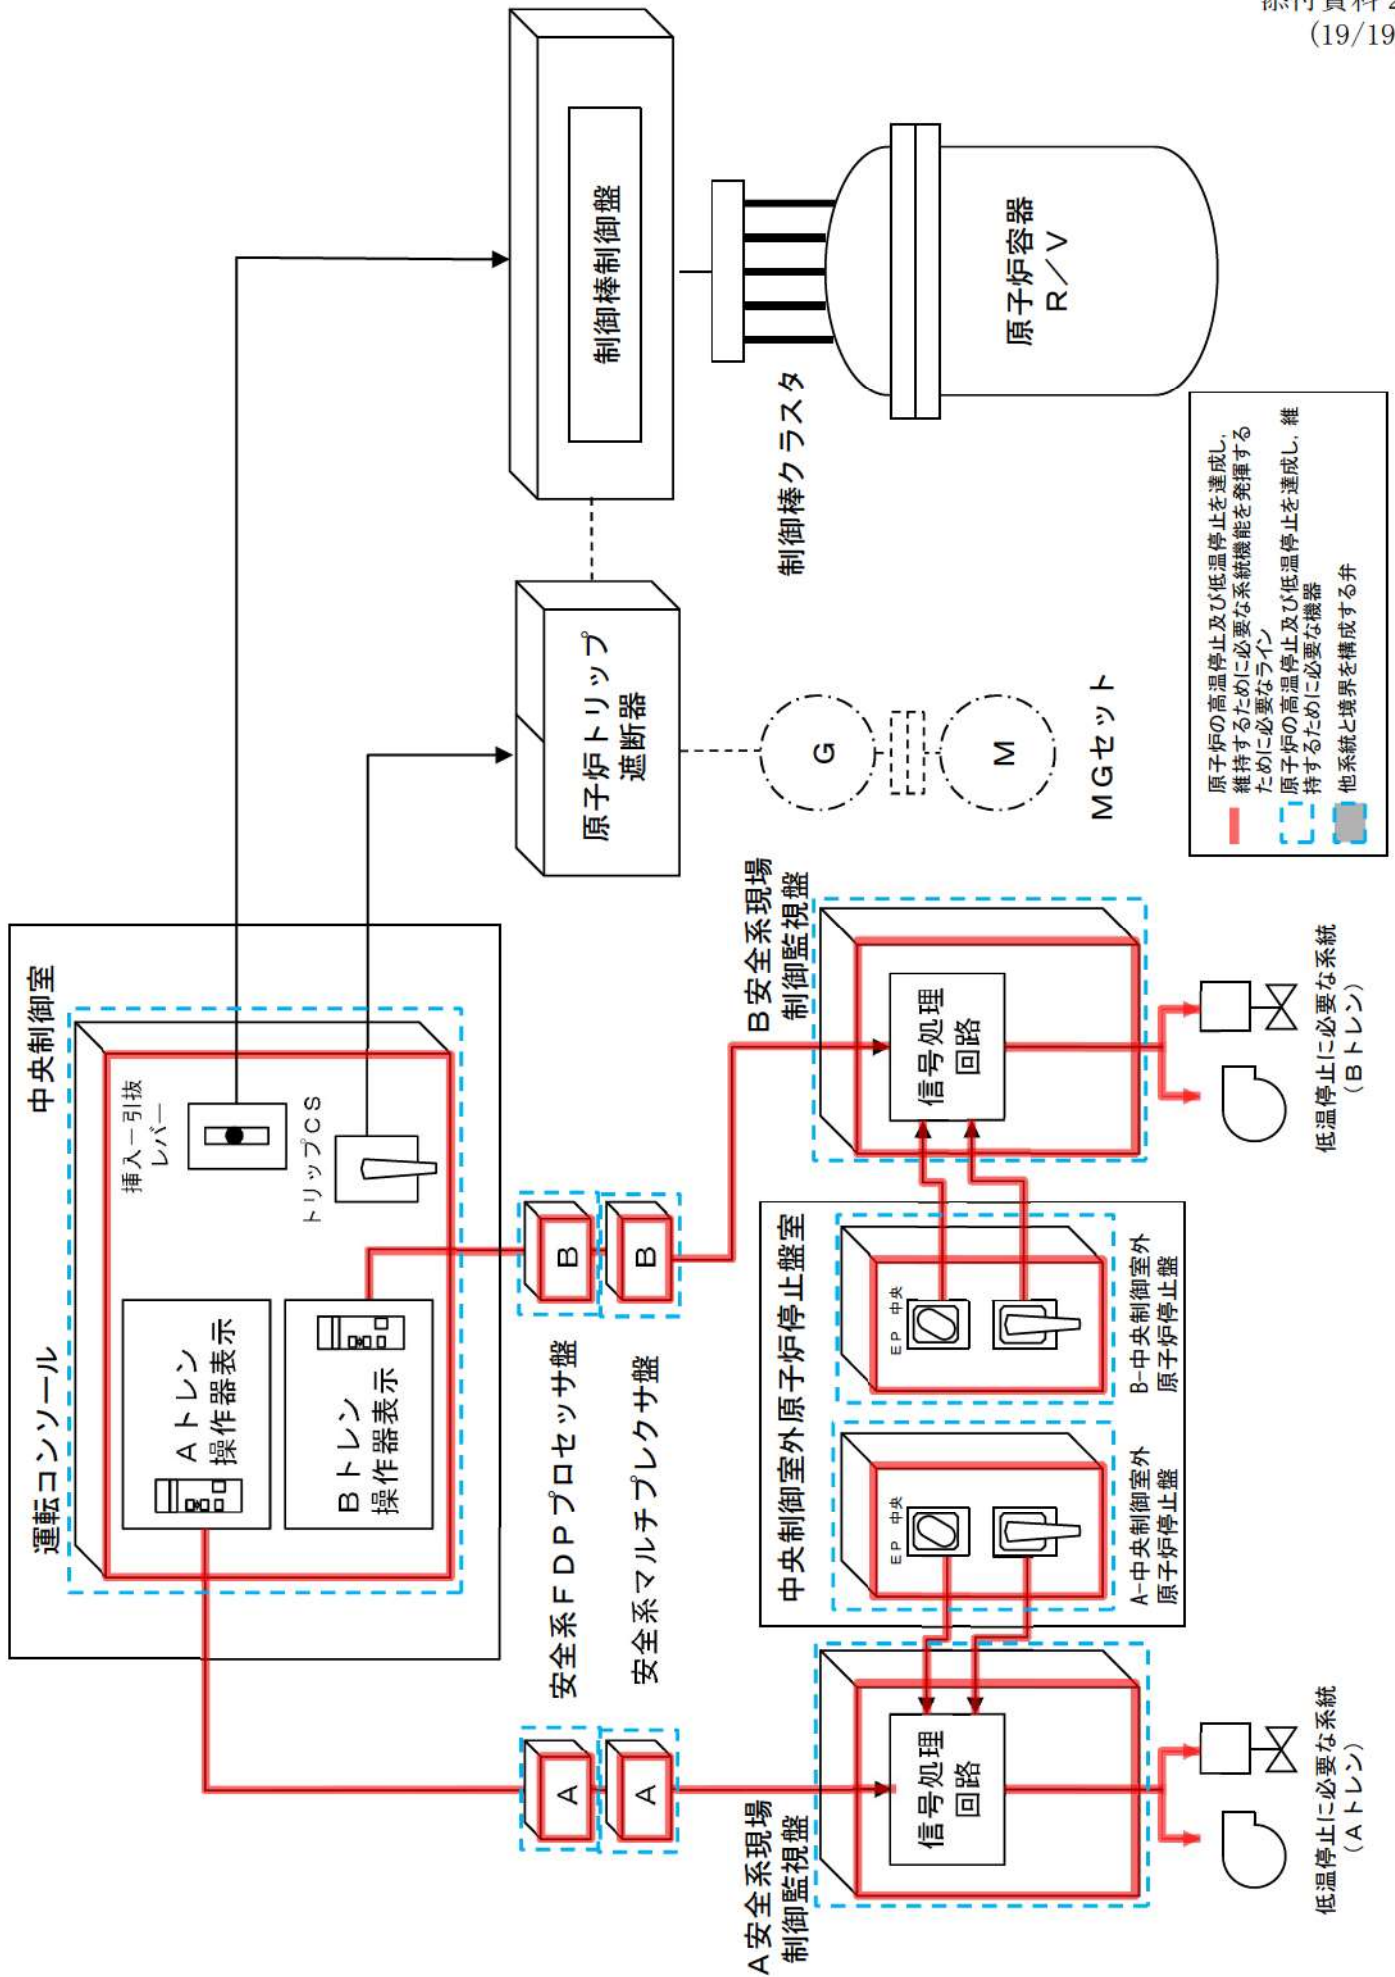 添付資料2
(19/19
中央制御室
運転コンソール
挿入－引抜
レバー
トリップCS
Aトレン
操作器表示
Bトレン
操作器表示
制御棒制御盤
原子炉トリップ
遮断器
制御棒クラスタ
原子炉容器
R／V
G
M
MGセット
安全系FDPプロセッサ盤
安全系マルチプレクサ盤
A
A
B
B
A安全系現場
制御監視盤
信号処理
回路
B安全系現場
制御監視盤
信号処理
回路
中央制御室外原子炉停止盤室
EP 中央
A-中央制御室外
原子炉停止盤
EP 中央
B-中央制御室外
原子炉停止盤
低温停止に必要な系統
（Aトレン）
低温停止に必要な系統
（Bトレン）
原子炉の高温停止及び低温停止を達成し，
維持するために必要な系統機能を発揮する
ために必要なライン
原子炉の高温停止及び低温停止を達成し，維
持するために必要な機器
他系統と境界を構成する弁